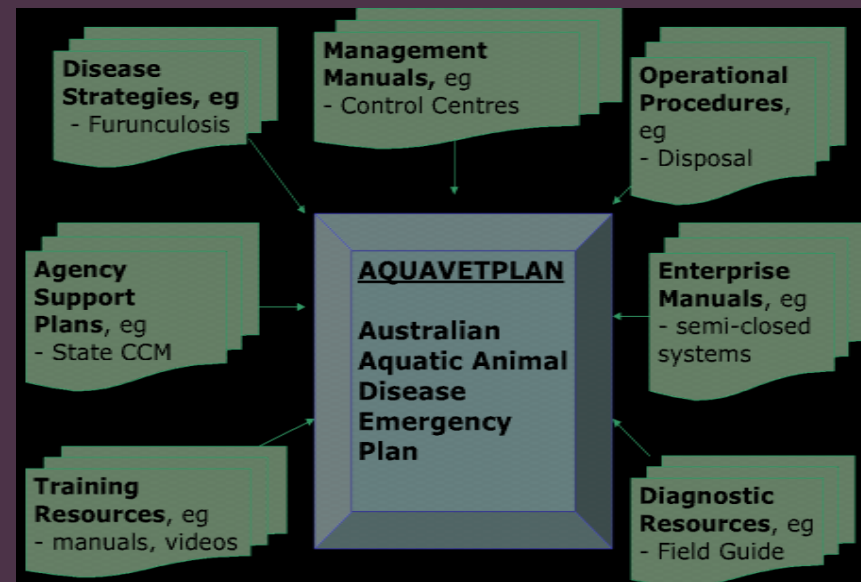 Disease
Strategies, eg
- Furunculosis
Management
Manuals, eg
- Control Centres
Operational
Procedures,
eg
- Disposal
Agency
Support
Plans, eg
- State CCM
AQUAVETPLAN
Australian
Aquatic Animal
Disease
Emergency
Plan
Enterprise
Manuals, eg
- semi-closed
systems
Training
Resources, eg
- manuals, videos
Diagnostic
Resources, eg
- Field Guide